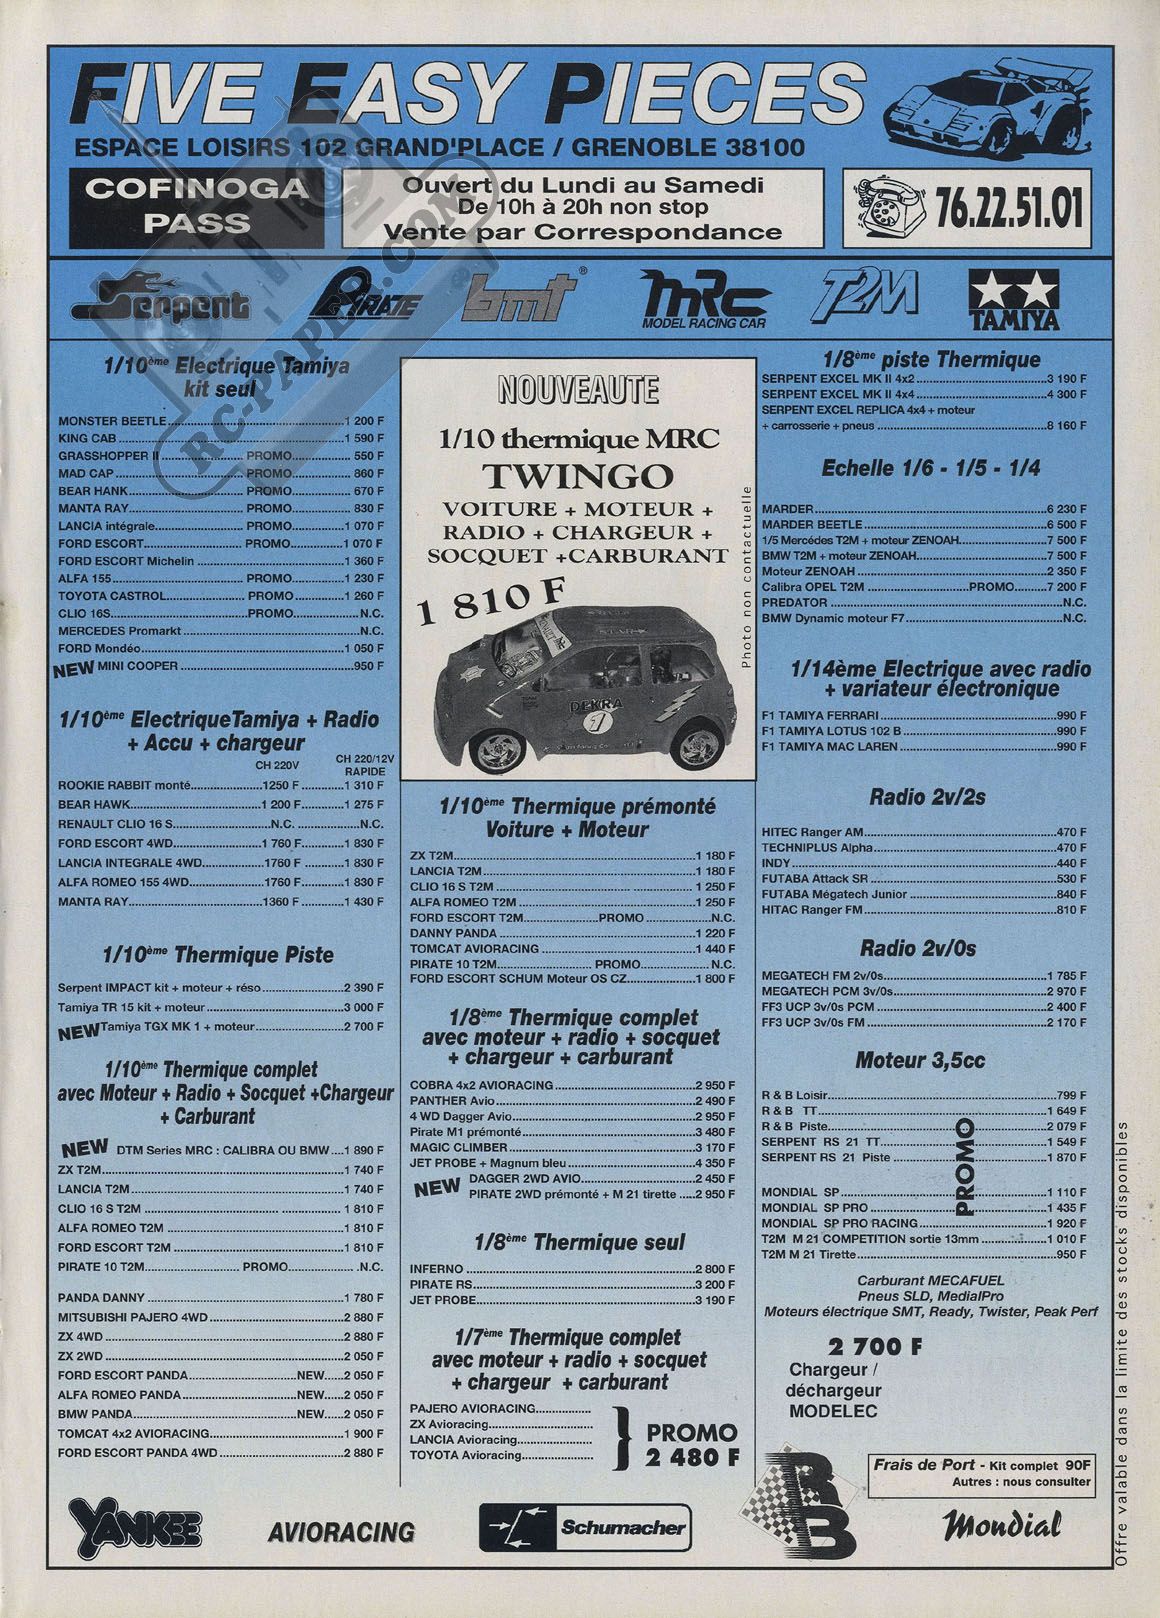 FIVE EASY PIECES
ESPACE LOISIRS 102 GRAND'PLACE / GRENOBLE 38100
COFINOGA
PASS
Ouvert du Lundi au Samedi
De 10h à 20h non stop
Vente par Correspondance
76.22.51.01
RC-PAPER.COM
Serpent
PIRATE
bmt®
MRC
MODEL RACING CAR
T2M
TAMIYA
1/10ème Electrique Tamiya
kit seul
MONSTER BEETLE 1 200 F
KING CAB 1 590 F
GRASSHOPPER II PROMO 550 F
MAD CAP PROMO 860 F
BEAR HANK PROMO 670 F
MANTA RAY PROMO 830 F
LANCIA intégrale PROMO 1 070 F
FORD ESCORT PROMO 1 070 F
FORD ESCORT Michelin 1 360 F
ALFA 155 PROMO 1 230 F
TOYOTA CASTROL PROMO 1 260 F
CLIO 16S PROMO N.C.
MERCEDES Promarkt N.C.
FORD Mondéo 1 050 F
NEW MINI COOPER 950 F
1/10ème ElectriqueTamiya + Radio
+ Accu + chargeur
CH 220V CH 220/12V
RAPIDE
ROOKIE RABBIT monté 1250 F 1 310 F
BEAR HAWK 1 200 F 1 275 F
RENAULT CLIO 16 S N.C. N.C.
FORD ESCORT 4WD 1 760 F 1 830 F
LANCIA INTEGRALE 4WD 1760 F 1 830 F
ALFA ROMEO 155 4WD 1760 F 1 830 F
MANTA RAY 1360 F 1 430 F
1/10ème Thermique Piste
Serpent IMPACT kit + moteur + réso 2 390 F
Tamiya TR 15 kit + moteur 3 000 F
NEW Tamiya TGX MK 1 + moteur 2 700 F
1/10ème Thermique complet
avec Moteur + Radio + Socquet +Chargeur
+ Carburant
NEW DTM Series MRC : CALIBRA OU BMW 1 890 F
ZX T2M 1 740 F
LANCIA T2M 1 740 F
CLIO 16 S T2M 1 810 F
ALFA ROMEO T2M 1 810 F
FORD ESCORT T2M 1 810 F
PIRATE 10 T2M PROMO N.C.
PANDA DANNY 1 780 F
MITSUBISHI PAJERO 4WD 2 880 F
ZX 4WD 2 880 F
ZX 2WD 2 050 F
FORD ESCORT PANDA NEW 2 050 F
ALFA ROMEO PANDA NEW 2 050 F
BMW PANDA NEW 2 050 F
TOMCAT 4x2 AVIORACING 1 900 F
FORD ESCORT PANDA 4WD 2 880 F
NOUVEAUTE
1/10 thermique MRC
TWINGO
VOITURE + MOTEUR +
RADIO + CHARGEUR +
SOCQUET +CARBURANT
1 810 F
Photo non contactuelle
DEKRA
1
1/10ème Thermique prémonté
Voiture + Moteur
ZX T2M 1 180 F
LANCIA T2M 1 180 F
CLIO 16 S T2M 1 250 F
ALFA ROMEO T2M 1 250 F
FORD ESCORT T2M PROMO N.C.
DANNY PANDA 1 220 F
TOMCAT AVIORACING 1 440 F
PIRATE 10 T2M PROMO N.C.
FORD ESCORT SCHUM Moteur OS CZ 1 800 F
1/8ème Thermique complet
avec moteur + radio + socquet
+ chargeur + carburant
COBRA 4x2 AVIORACING 2 950 F
PANTHER Avio 2 490 F
4 WD Dagger Avio 2 950 F
Pirate M1 prémonté 3 480 F
MAGIC CLIMBER 3 170 F
JET PROBE + Magnum bleu 4 350 F
NEW DAGGER 2WD AVIO 2 450 F
PIRATE 2WD prémonté + M 21 tirette 2 950 F
1/8ème Thermique seul
INFERNO 2 800 F
PIRATE RS 3 200 F
JET PROBE 3 190 F
1/7ème Thermique complet
avec moteur + radio + socquet
+ chargeur + carburant
PAJERO AVIORACING
ZX Avioracing
LANCIA Avioracing
TOYOTA Avioracing
PROMO
2 480 F
1/8ème piste Thermique
SERPENT EXCEL MK II 4x2 3 190 F
SERPENT EXCEL MK II 4x4 4 300 F
SERPENT EXCEL REPLICA 4x4 + moteur
+ carrosserie + pneus 8 160 F
Echelle 1/6 - 1/5 - 1/4
MARDER 6 230 F
MARDER BEETLE 6 500 F
1/5 Mercédes T2M + moteur ZENOAH 7 500 F
BMW T2M + moteur ZENOAH 7 500 F
Moteur ZENOAH 2 350 F
Calibra OPEL T2M PROMO 7 200 F
PREDATOR N.C.
BMW Dynamic moteur F7 N.C.
1/14ème Electrique avec radio
+ variateur électronique
F1 TAMIYA FERRARI 990 F
F1 TAMIYA LOTUS 102 B 990 F
F1 TAMIYA MAC LAREN 990 F
Radio 2v/2s
HITEC Ranger AM 470 F
TECHNIPLUS Alpha 470 F
INDY 440 F
FUTABA Attack SR 530 F
FUTABA Mégatech Junior 840 F
HITAC Ranger FM 810 F
Radio 2v/0s
MEGATECH FM 2v/0s 1 785 F
MEGATECH PCM 3v/0s 2 970 F
FF3 UCP 3v/0s PCM 2 400 F
FF3 UCP 3v/0s FM 2 170 F
Moteur 3,5cc
R & B Loisir 799 F
R & B TT 1 649 F
R & B Piste 2 079 F
SERPENT RS 21 TT 1 549 F
SERPENT RS 21 Piste 1 870 F
PROMO
MONDIAL SP 1 110 F
MONDIAL SP PRO 1 435 F
MONDIAL SP PRO RACING 1 920 F
T2M M 21 COMPETITION sortie 13mm 1 010 F
T2M M 21 Tirette 950 F
Carburant MECAFUEL
Pneus SLD, MedialPro
Moteurs électrique SMT, Ready, Twister, Peak Perf
2 700 F
Chargeur /
déchargeur
MODELEC
Frais de Port - Kit complet 90F
Autres : nous consulter
Offre valable dans la limite des stocks disponibles
YANKEE
AVIORACING
Schumacher
RB
Mondial